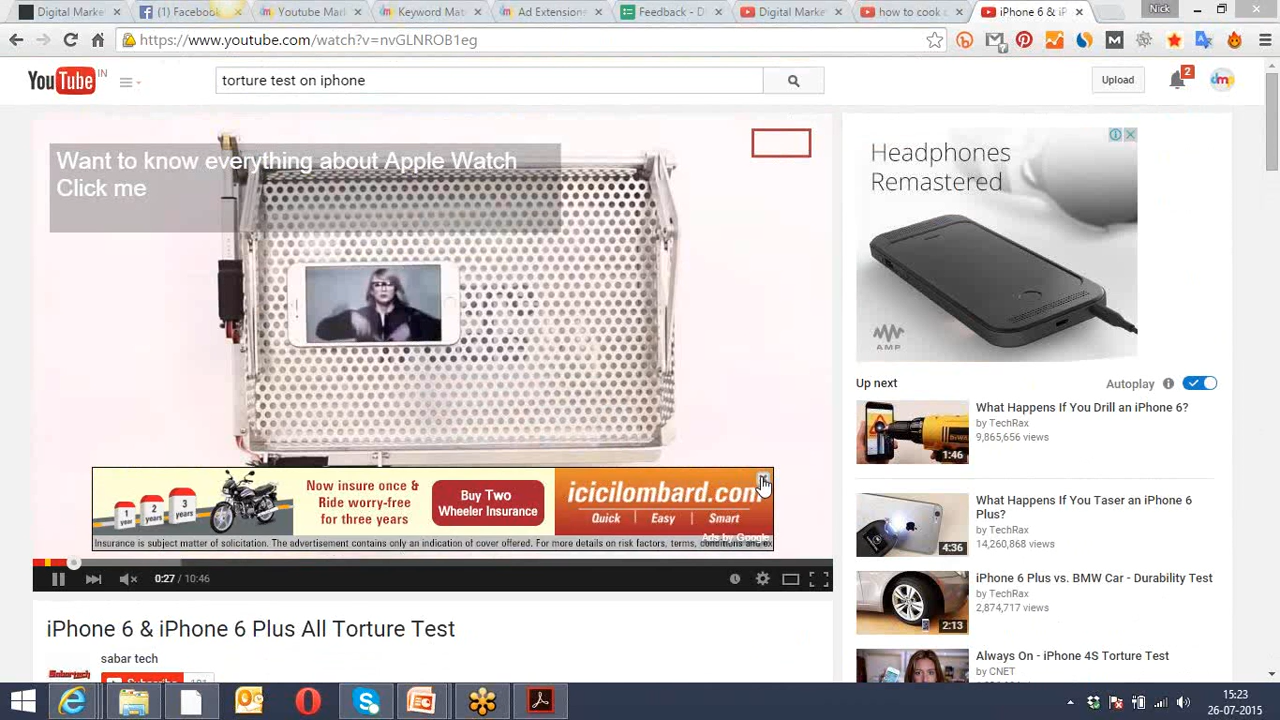 Digital Marke
(1) Facebook
Youtube Mar
Keyword Mat
Ad Extension
Feedback - D
Digital Marke
how to cook c
iPhone 6 & iP
Nick
https://www.youtube.com/watch?v=nvGLNROB1eg
YouTube IN
torture test on iphone
Upload
2
Want to know everything about Apple Watch
Click me
Headphones
Remastered
AMP
Now insure once &
Ride worry-free
for three years
1 year
2 years
3 years
Buy Two
Wheeler Insurance
icicilombard.com
Quick | Easy | Smart
Ads by Google
Insurance is subject matter of solicitation. The advertisement contains only an indication of cover offered. For more details on risk factors, terms, conditions and ex
0:27 / 10:46
iPhone 6 & iPhone 6 Plus All Torture Test
sabar tech
Subscribe
Up next
Autoplay
What Happens If You Drill an iPhone 6?
by TechRax
9,865,656 views
1:46
What Happens If You Taser an iPhone 6
Plus?
by TechRax
14,260,868 views
4:36
iPhone 6 Plus vs. BMW Car - Durability Test
by TechRax
2,874,717 views
2:13
Always On - iPhone 4S Torture Test
by CNET
15:23
26-07-2015